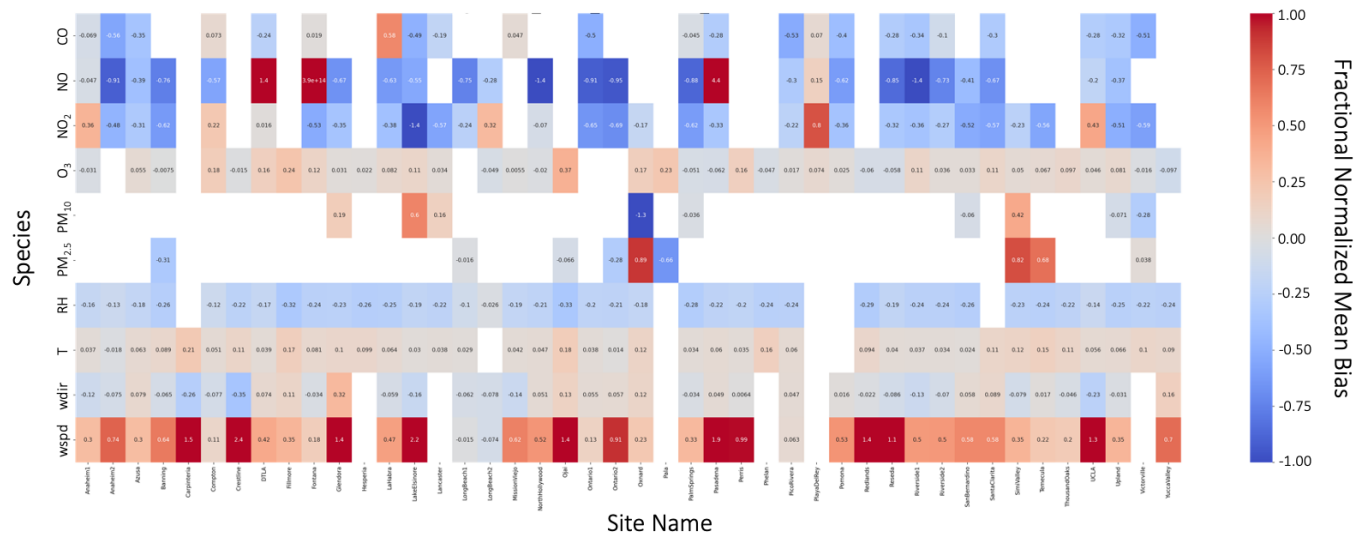 CO -0.069 -0.56 -0.35 0.073 -0.24 0.019 0.58 -0.49 -0.19 0.047 -0.5 -0.045 -0.28 -0.53 0.07 -0.4 -0.28 -0.34 -0.1 -0.3 -0.28 -0.32 -0.51
NO -0.047 -0.91 -0.39 -0.76 -0.57 1.4 3.9e+14 -0.67 -0.63 -0.55 -0.75 -0.28 -1.4 -0.91 -0.95 -0.88 4.4 -0.3 0.15 -0.62 -0.85 -1.4 -0.73 -0.41 -0.67 -0.2 -0.37
NO2 0.36 -0.48 -0.31 -0.62 0.22 0.016 -0.53 -0.35 -0.38 -1.4 -0.57 -0.24 0.32 -0.07 -0.65 -0.69 -0.17 -0.62 -0.33 -0.22 0.8 -0.36 -0.32 -0.36 -0.27 -0.52 -0.57 -0.23 -0.56 0.43 -0.51 -0.59
O3 -0.031 0.055 -0.0075 0.18 -0.015 0.16 0.24 0.12 0.031 0.022 0.082 0.11 0.034 -0.049 0.0055 -0.02 0.37 0.17 0.23 -0.051 -0.062 0.16 -0.047 0.017 0.074 0.025 -0.06 -0.058 0.11 0.036 0.033 0.11 0.05 0.067 0.097 0.046 0.081 -0.016 -0.097
PM10 0.19 0.6 0.16 -1.3 -0.036 -0.06 0.42 -0.071 -0.28
PM2.5 -0.31 -0.016 -0.066 -0.28 0.89 -0.66 0.82 0.68 0.038
RH -0.16 -0.13 -0.18 -0.26 -0.12 -0.22 -0.17 -0.32 -0.24 -0.24 -0.26 -0.25 -0.19 -0.22 -0.1 -0.026 -0.19 -0.21 -0.33 -0.2 -0.21 -0.18 -0.28 -0.22 -0.2 -0.24 -0.24 -0.29 -0.19 -0.24 -0.22 -0.24 -0.26 -0.23 -0.24 -0.22 -0.24 -0.25 -0.22 -0.24
T 0.037 -0.018 0.063 0.089 0.21 0.051 0.11 0.039 0.17 0.081 0.1 0.099 0.064 0.03 0.038 0.029 0.042 0.047 0.18 0.038 0.014 0.12 0.034 0.06 0.035 0.16 0.06 0.094 0.04 0.037 0.034 0.024 0.11 0.12 0.15 0.11 0.056 0.066 0.1 0.09
wdir -0.12 -0.075 0.079 -0.065 -0.26 -0.077 -0.35 0.074 0.11 -0.034 0.32 -0.059 -0.16 -0.062 -0.078 -0.14 0.051 0.13 0.055 0.057 0.12 -0.034 0.049 0.0064 0.047 0.016 -0.022 -0.086 -0.13 -0.07 0.058 0.089 -0.079 0.017 -0.046 -0.23 -0.031 0.16
wspd 0.3 0.74 0.3 0.64 1.5 0.11 2.4 0.42 0.35 0.18 1.4 0.47 2.2 -0.015 -0.074 0.62 0.52 1.4 0.13 0.91 0.23 0.33 1.9 0.99 0.063 0.53 1.4 1.1 0.5 0.5 0.58 0.58 0.35 0.22 0.2 1.3 0.35 0.7
Species
Anaheim1 Anaheim2 Azusa Banning Carpinteria Compton Crestline DTLA Fillmore Fontana Glendora Hesperia LaHabra LakeElsinore Lancaster LongBeach1 LongBeach2 MissionViejo NorthHollywood Ojai Ontario1 Ontario2 Oxnard Pala PalmSprings Pasadena Perris Phelan PicoRivera PlayaDelRey Pomona Redlands Reseda Riverside1 Riverside2 SanBernardino SantaClarita SimiValley Temecula ThousandOaks UCLA Upland Victorville YuccaValley
Site Name
1.00
0.75
0.50
0.25
0.00
-0.25
-0.50
-0.75
-1.00
Fractional Normalized Mean Bias